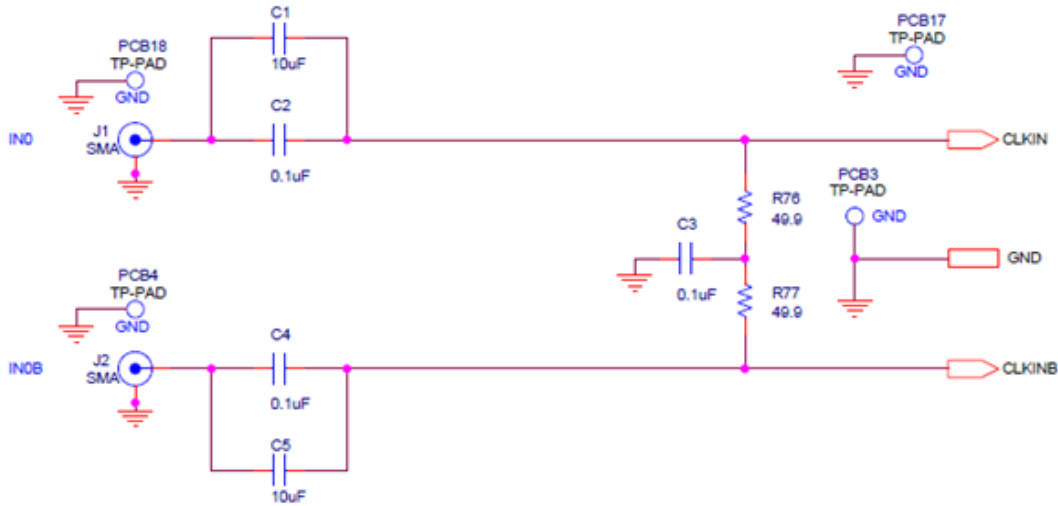 C1
10uF
PCB18
TP-PAD
GND
PCB17
TP-PAD
GND
IN0
J1
SMA
C2
0.1uF
CLKIN
R76
49.9
PCB3
TP-PAD
GND
C3
0.1uF
GND
R77
49.9
PCB4
TP-PAD
GND
IN0B
J2
SMA
C4
0.1uF
CLKINB
C5
10uF